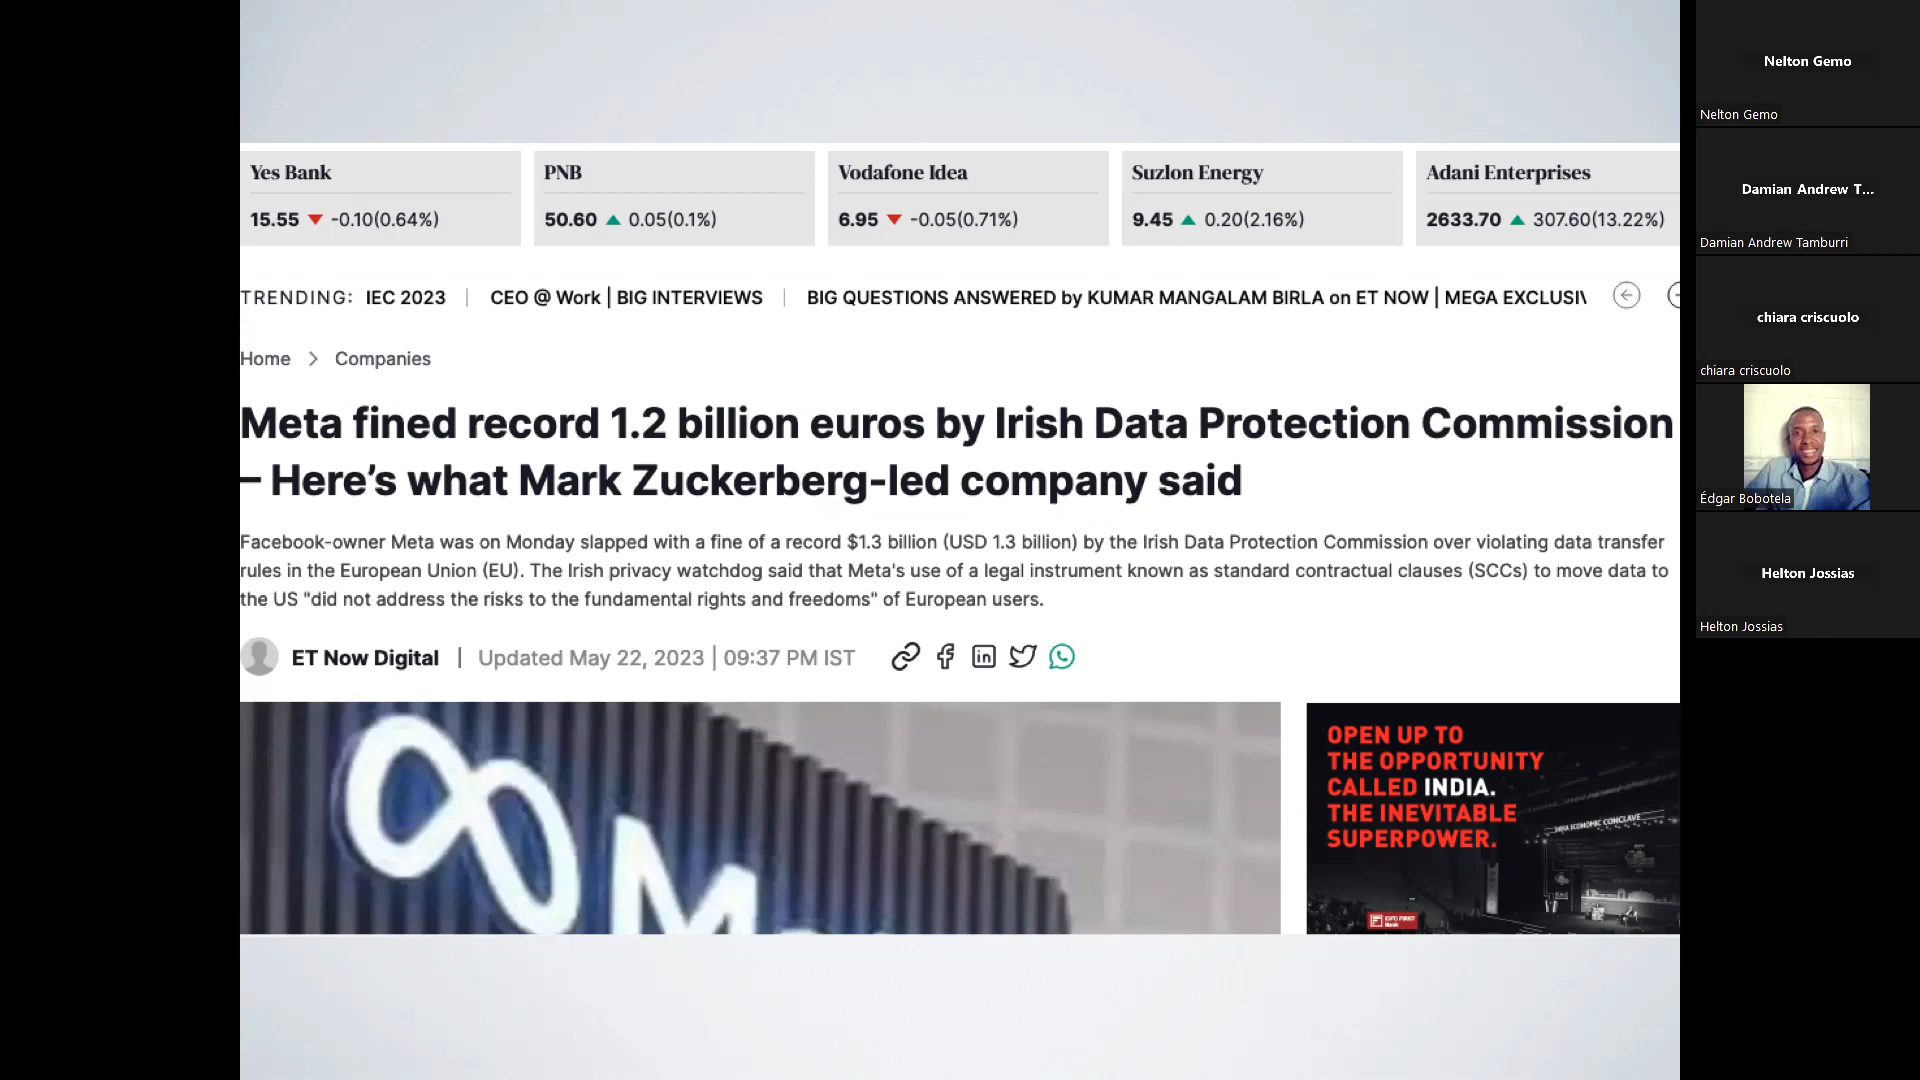 Yes Bank
15.55 ▼ -0.10(0.64%)
PNB
50.60 ▲ 0.05(0.1%)
Vodafone Idea
6.95 ▼ -0.05(0.71%)
Suzlon Energy
9.45 ▲ 0.20(2.16%)
Adani Enterprises
2633.70 ▲ 307.60(13.22%)
TRENDING: IEC 2023 | CEO @ Work | BIG INTERVIEWS | BIG QUESTIONS ANSWERED by KUMAR MANGALAM BIRLA on ET NOW | MEGA EXCLUSIV
Home > Companies
Meta fined record 1.2 billion euros by Irish Data Protection Commission
– Here’s what Mark Zuckerberg-led company said
Facebook-owner Meta was on Monday slapped with a fine of a record $1.3 billion (USD 1.3 billion) by the Irish Data Protection Commission over violating data transfer
rules in the European Union (EU). The Irish privacy watchdog said that Meta's use of a legal instrument known as standard contractual clauses (SCCs) to move data to
the US "did not address the risks to the fundamental rights and freedoms" of European users.
ET Now Digital | Updated May 22, 2023 | 09:37 PM IST
OPEN UP TO
THE OPPORTUNITY
CALLED INDIA.
THE INEVITABLE
SUPERPOWER.
INDIA ECONOMIC CONCLAVE
IDFC FIRST
Bank
Nelton Gemo
Nelton Gemo
Damian Andrew T...
Damian Andrew Tamburri
chiara criscuolo
chiara criscuolo
Édgar Bobotela
Helton Jossias
Helton Jossias